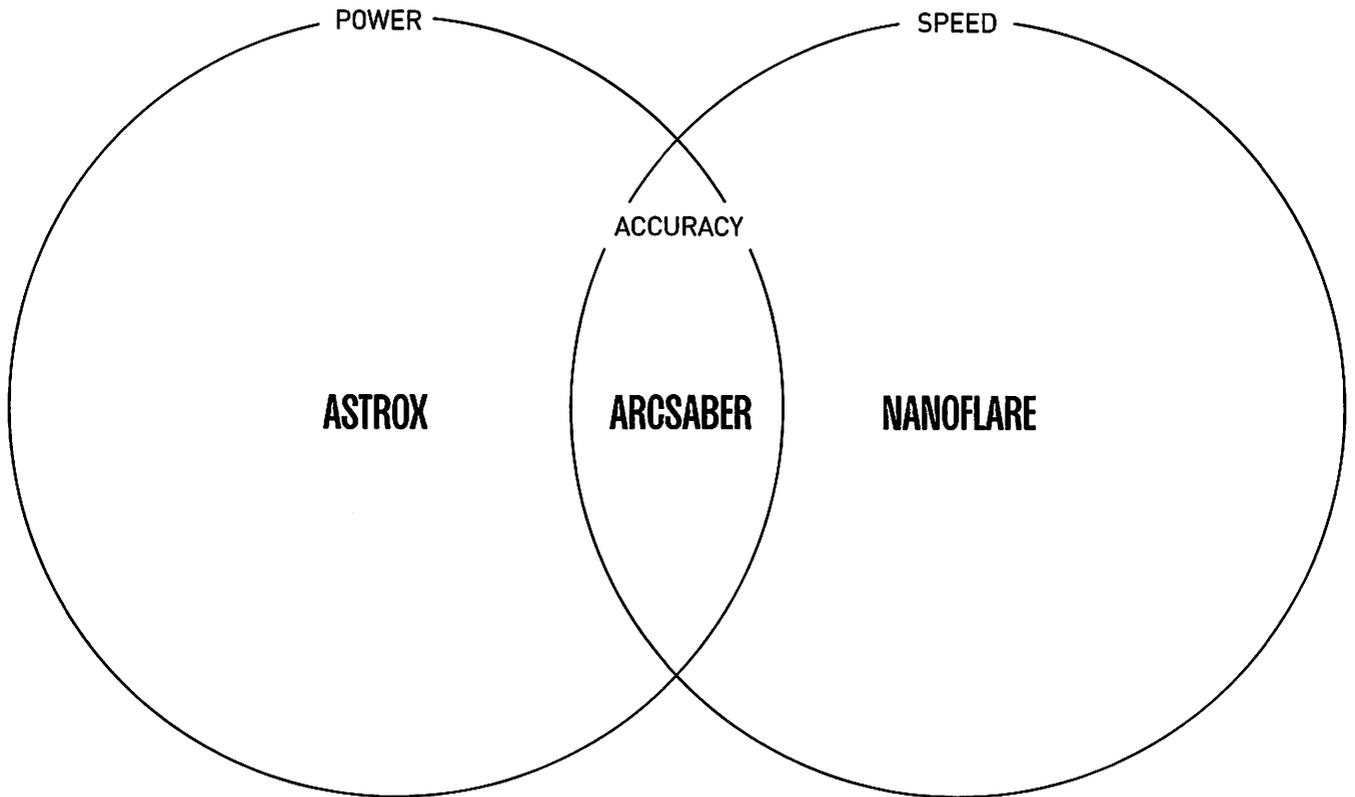 POWER
SPEED
ACCURACY
ASTROX
ARCSABER
NANOFLARE